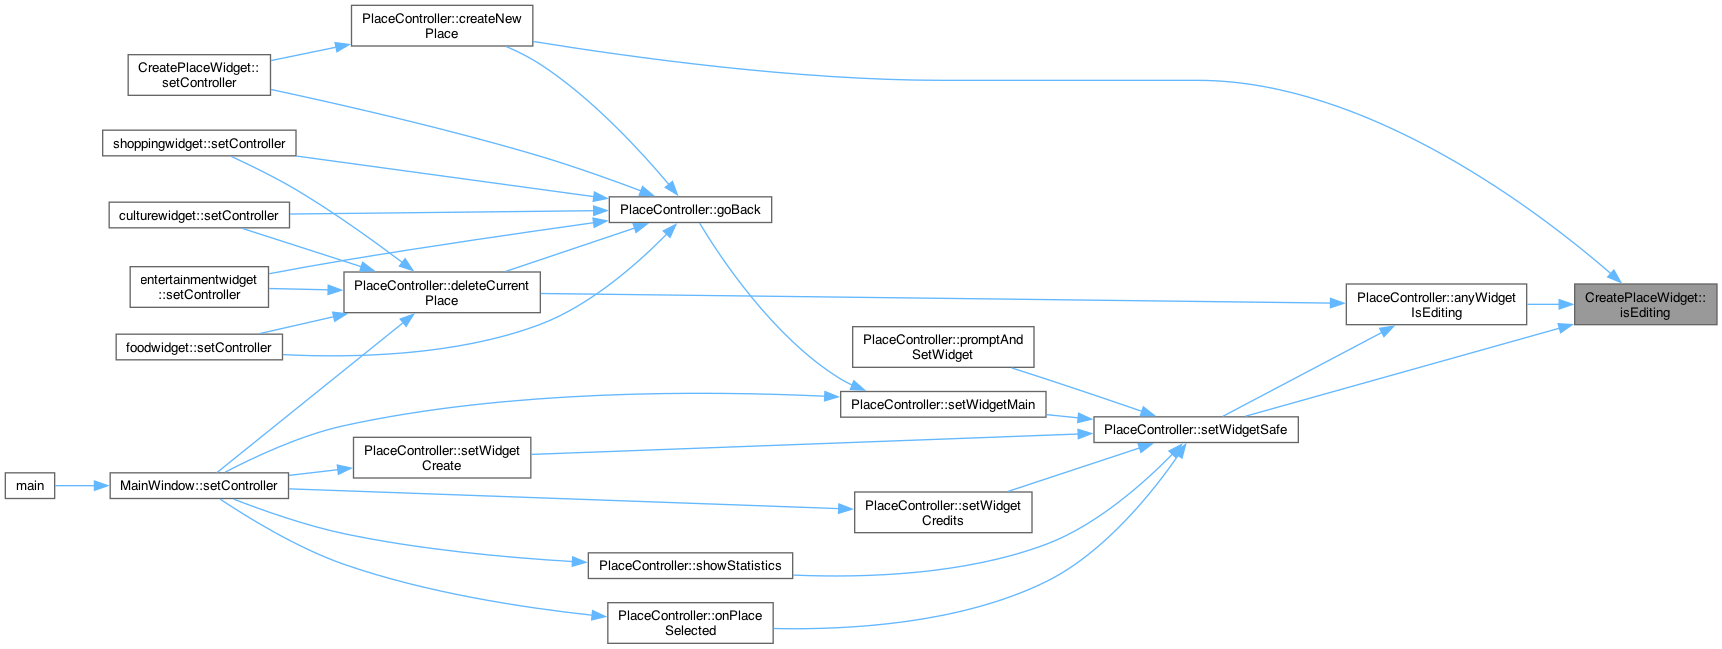 PlaceController::createNew
Place
CreatePlaceWidget::
setController
shoppingwidget::setController
culturewidget::setController
PlaceController::goBack
entertainmentwidget
::setController
PlaceController::deleteCurrent
Place
PlaceController::anyWidget
IsEditing
CreatePlaceWidget::
isEditing
foodwidget::setController
PlaceController::promptAnd
SetWidget
PlaceController::setWidgetMain
PlaceController::setWidgetSafe
PlaceController::setWidget
Create
main
MainWindow::setController
PlaceController::setWidget
Credits
PlaceController::showStatistics
PlaceController::onPlace
Selected